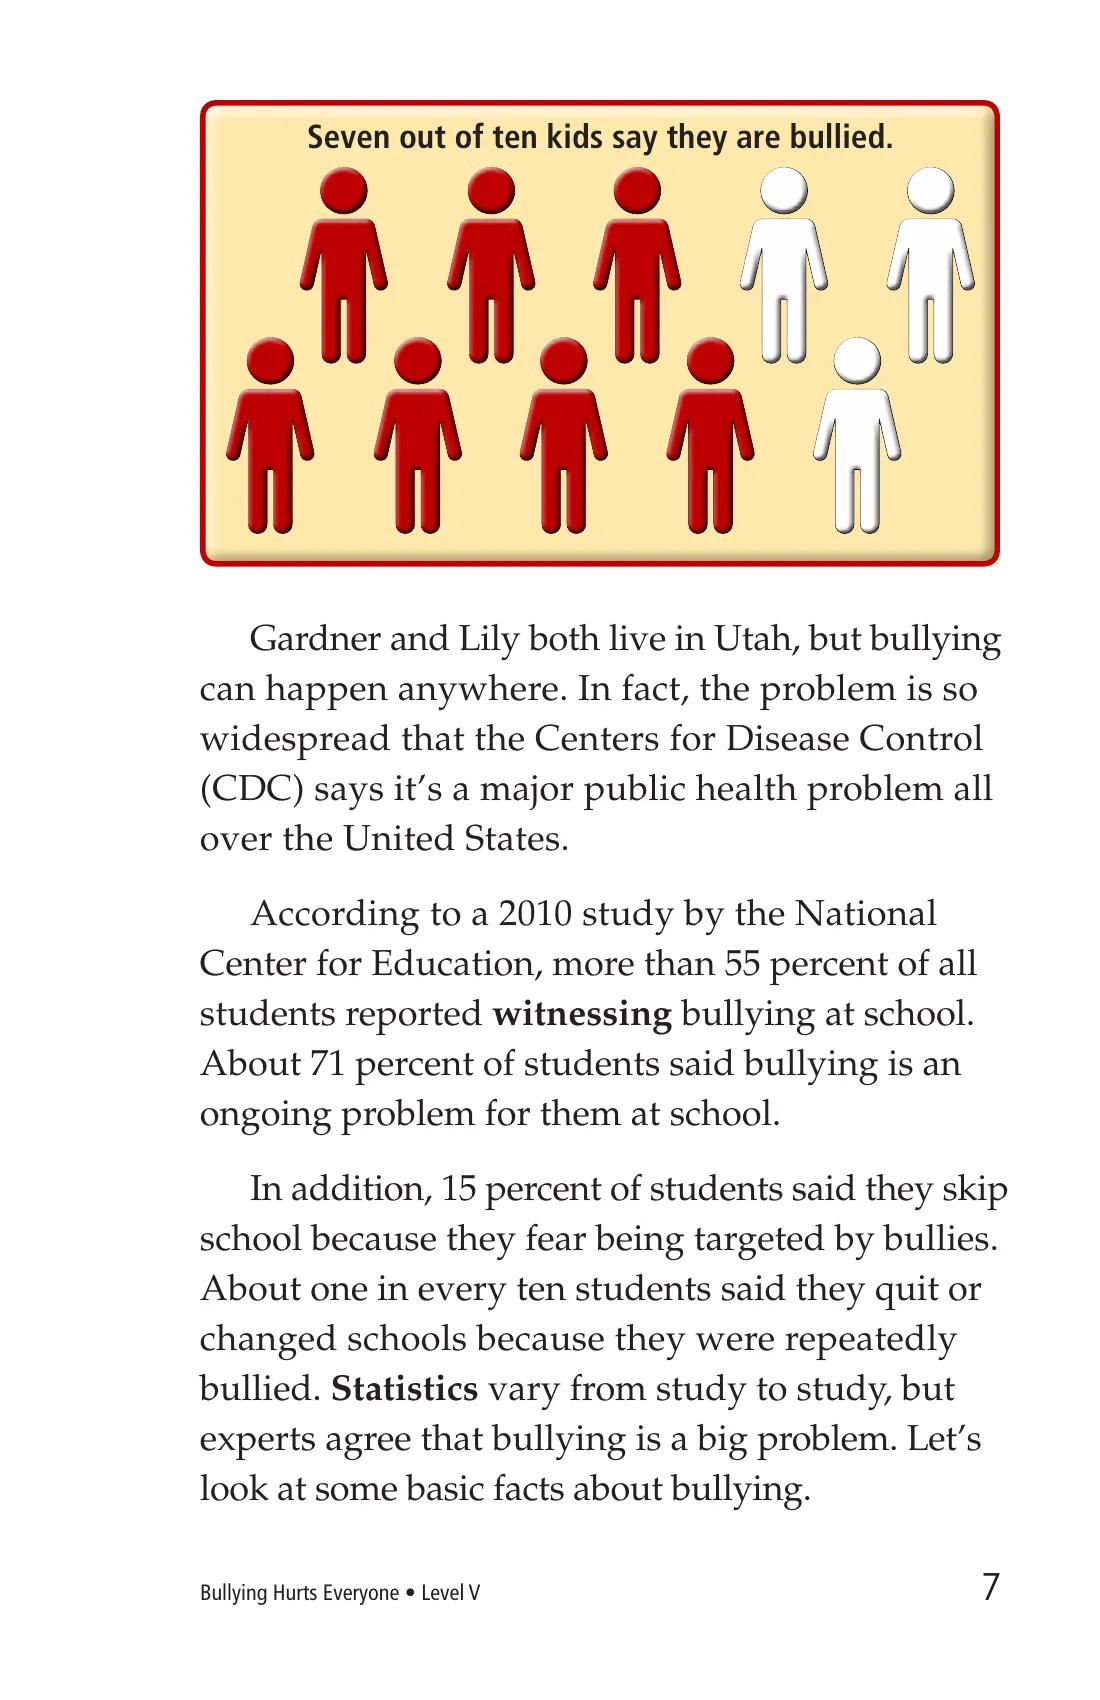 Seven out of ten kids say they are bullied.
Gardner and Lily both live in Utah, but bullying
can happen anywhere. In fact, the problem is so
widespread that the Centers for Disease Control
(CDC) says it’s a major public health problem all
over the United States.
According to a 2010 study by the National
Center for Education, more than 55 percent of all
students reported witnessing bullying at school.
About 71 percent of students said bullying is an
ongoing problem for them at school.
In addition, 15 percent of students said they skip
school because they fear being targeted by bullies.
About one in every ten students said they quit or
changed schools because they were repeatedly
bullied. Statistics vary from study to study, but
experts agree that bullying is a big problem. Let’s
look at some basic facts about bullying.
Bullying Hurts Everyone • Level V
7